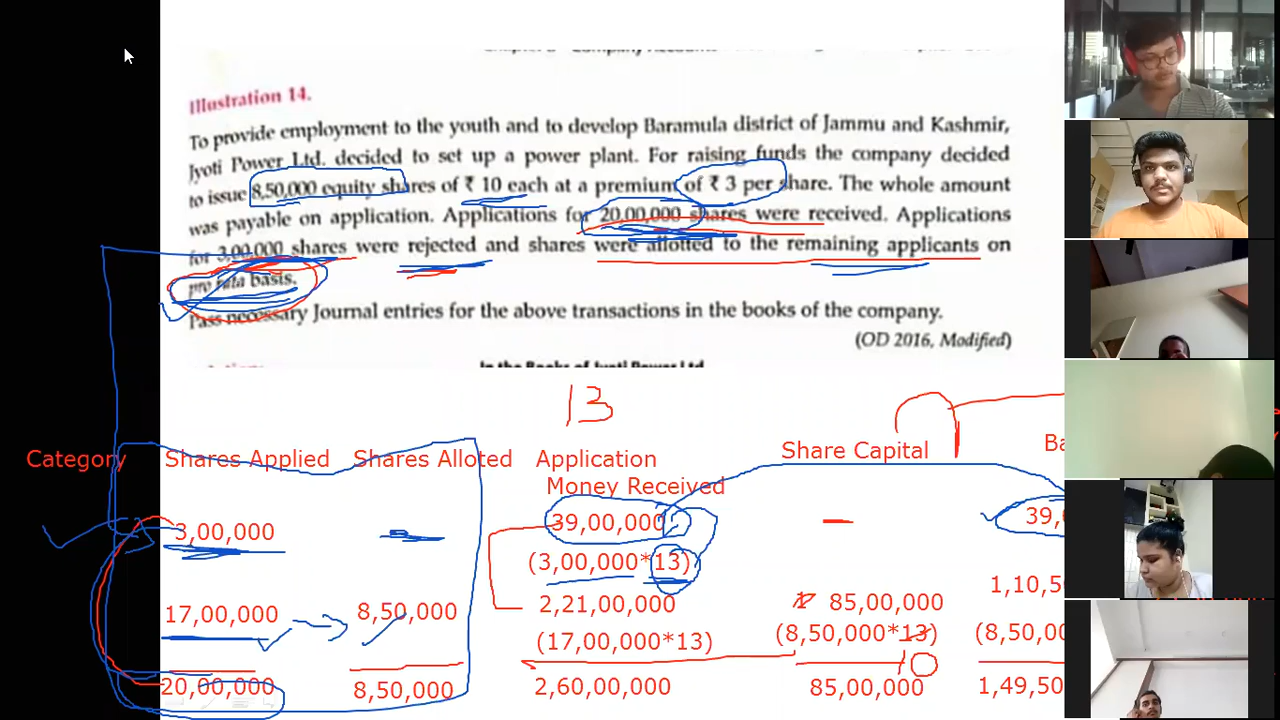 Illustration 14.
To provide employment to the youth and to develop Baramula district of Jammu and Kashmir,
Jyoti Power Ltd. decided to set up a power plant. For raising funds the company decided
to issue 8,50,000 equity shares of ₹ 10 each at a premium of ₹ 3 per share. The whole amount
was payable on application. Applications for 20,00,000 shares were received. Applications
for 3,00,000 shares were rejected and shares were allotted to the remaining applicants on
pro rata basis.
Pass necessary Journal entries for the above transactions in the books of the company.
(OD 2016, Modified)
In the Books of Jyoti Power Ltd
13
Category Shares Applied Shares Alloted Application Share Capital
Money Received
3,00,000 - 39,00,000 -
(3,00,000*13)
17,00,000 8,50,000 2,21,00,000 85,00,000
(17,00,000*13) (8,50,000*13)
20,00,000 8,50,000 2,60,00,000 85,00,000